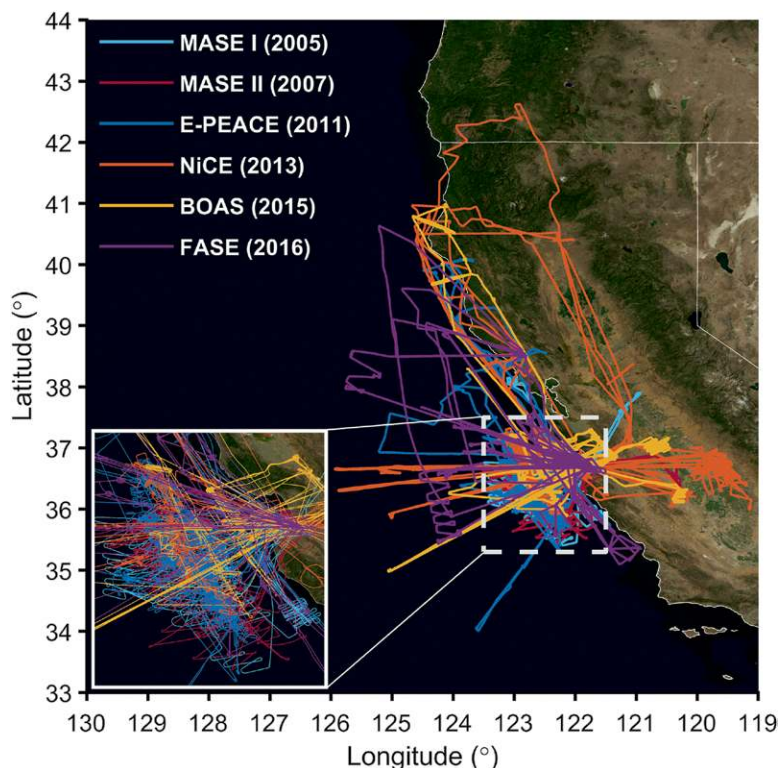 44
43
42
41
40
39
38
37
36
35
34
33
Latitude (°)
MASE I (2005)
MASE II (2007)
E-PEACE (2011)
NiCE (2013)
BOAS (2015)
FASE (2016)
130 129 128 127 126 125 124 123 122 121 120 119
Longitude (°)